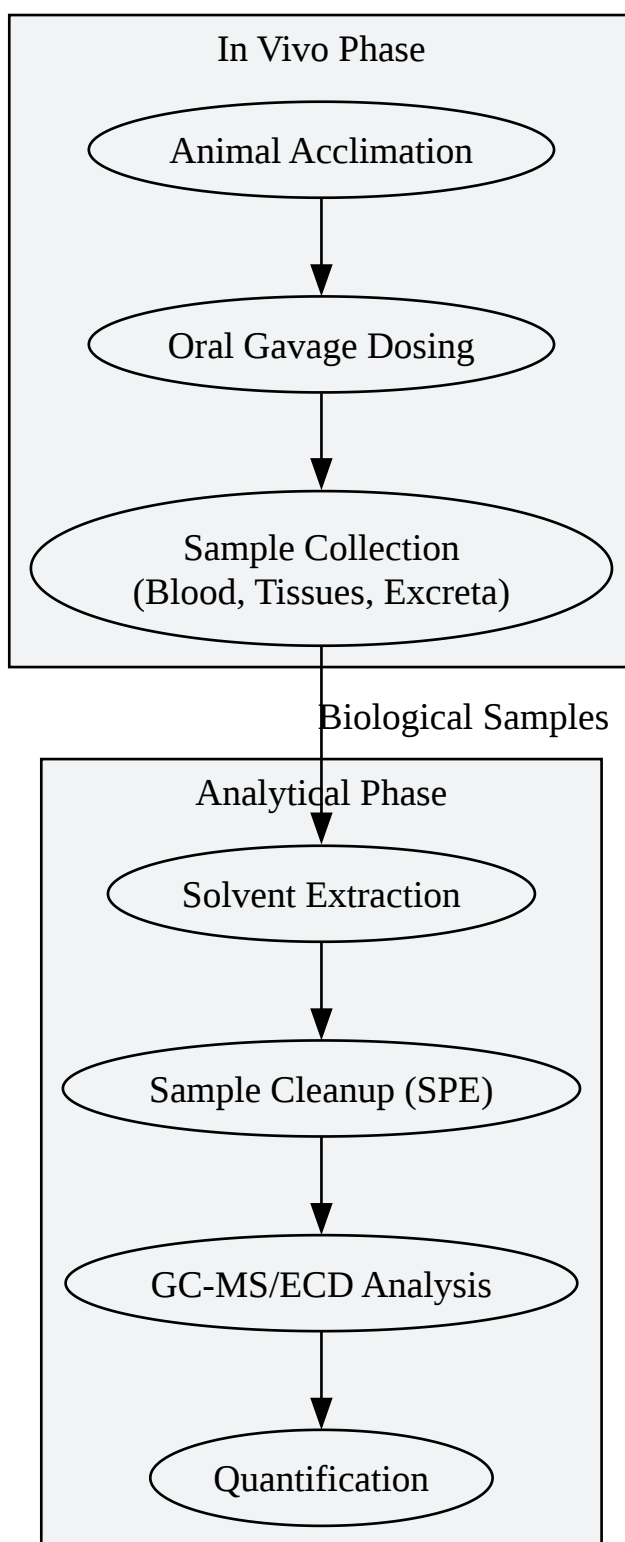 In Vivo Phase
Animal Acclimation
Oral Gavage Dosing
Sample Collection
(Blood, Tissues, Excreta)
Biological Samples
Analytical Phase
Solvent Extraction
Sample Cleanup (SPE)
GC-MS/ECD Analysis
Quantification